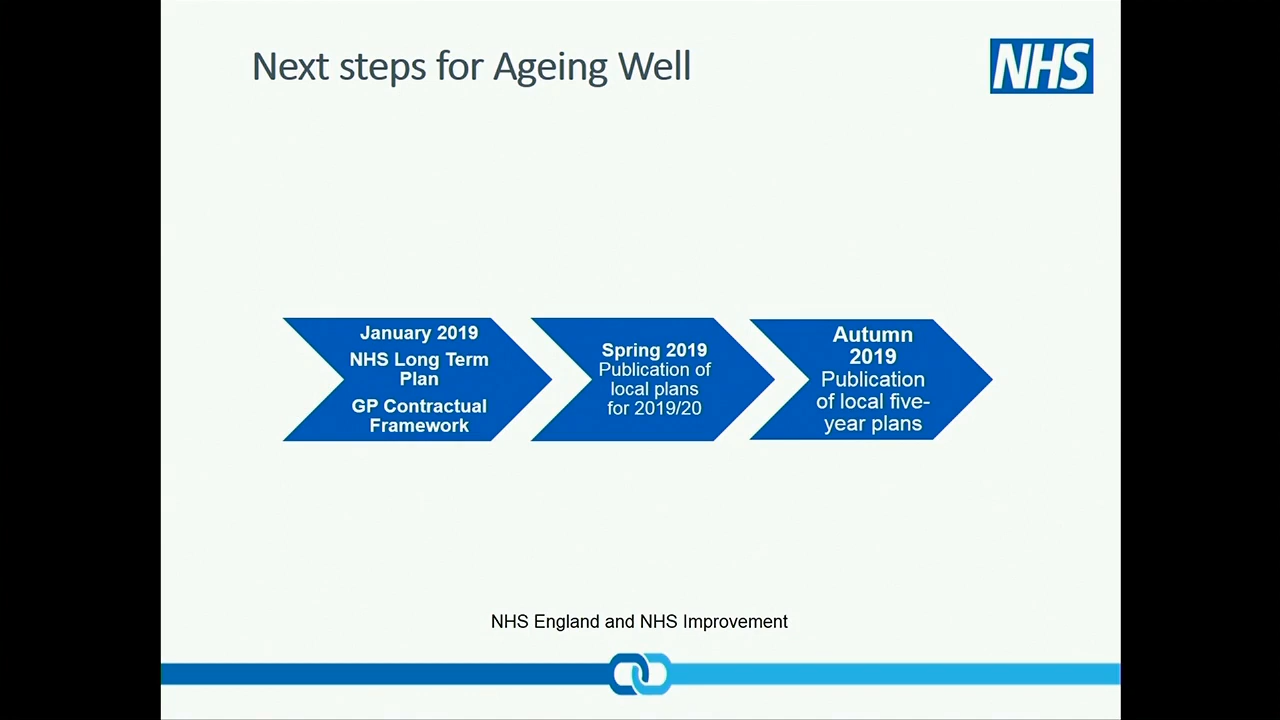 Next steps for Ageing Well
NHS
January 2019
NHS Long Term
Plan
GP Contractual
Framework
Spring 2019
Publication of
local plans
for 2019/20
Autumn
2019
Publication
of local five-
year plans
NHS England and NHS Improvement